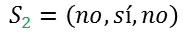 S₂ = (no, sí, no)